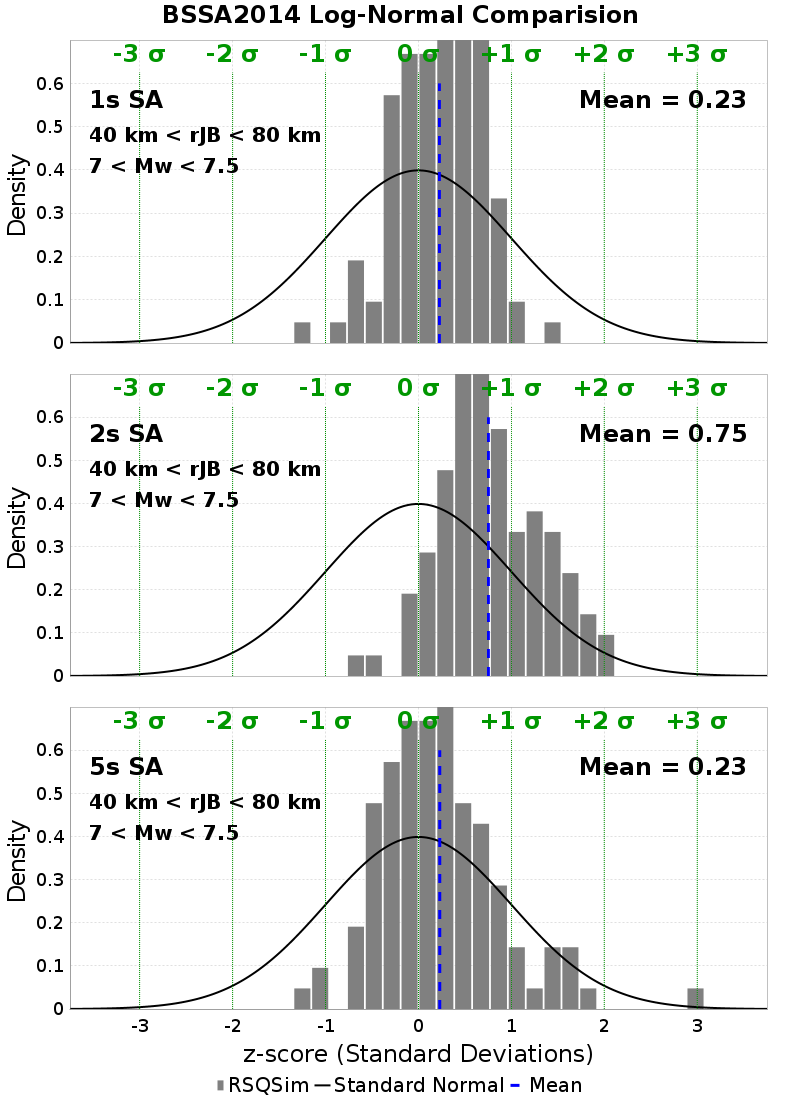 BSSA2014 Log-Normal Comparision
-3 σ -2 σ -1 σ 0 σ +1 σ +2 σ +3 σ
1s SA Mean = 0.23
40 km < rJB < 80 km
7 < Mw < 7.5
Density
0.6
0.5
0.4
0.3
0.2
0.1
0
-3 σ -2 σ -1 σ 0 σ +1 σ +2 σ +3 σ
2s SA Mean = 0.75
40 km < rJB < 80 km
7 < Mw < 7.5
Density
0.6
0.5
0.4
0.3
0.2
0.1
0
-3 σ -2 σ -1 σ 0 σ +1 σ +2 σ +3 σ
5s SA Mean = 0.23
40 km < rJB < 80 km
7 < Mw < 7.5
Density
0.6
0.5
0.4
0.3
0.2
0.1
0
-3 -2 -1 0 1 2 3
z-score (Standard Deviations)
RSQSim Standard Normal Mean